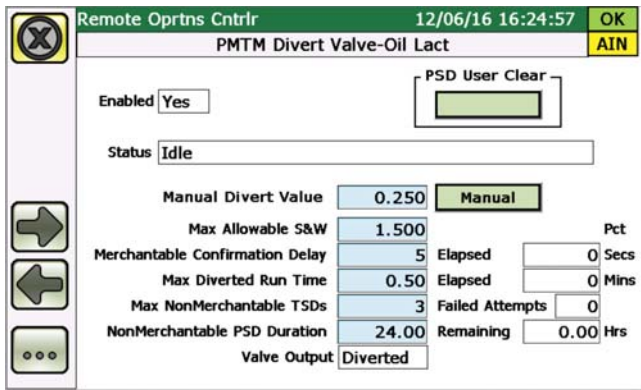 Remote Oprtns Cntrlr 12/06/16 16:24:57 OK
PMTM Divert Valve-Oil Lact AIN
PSD User Clear
Enabled Yes
Status Idle
Manual Divert Value 0.250 Manual
Max Allowable S&W 1.500 Pct
Merchantable Confirmation Delay 5 Elapsed 0 Secs
Max Diverted Run Time 0.50 Elapsed 0 Mins
Max NonMerchantable TSDs 3 Failed Attempts 0
NonMerchantable PSD Duration 24.00 Remaining 0.00 Hrs
Valve Output Diverted